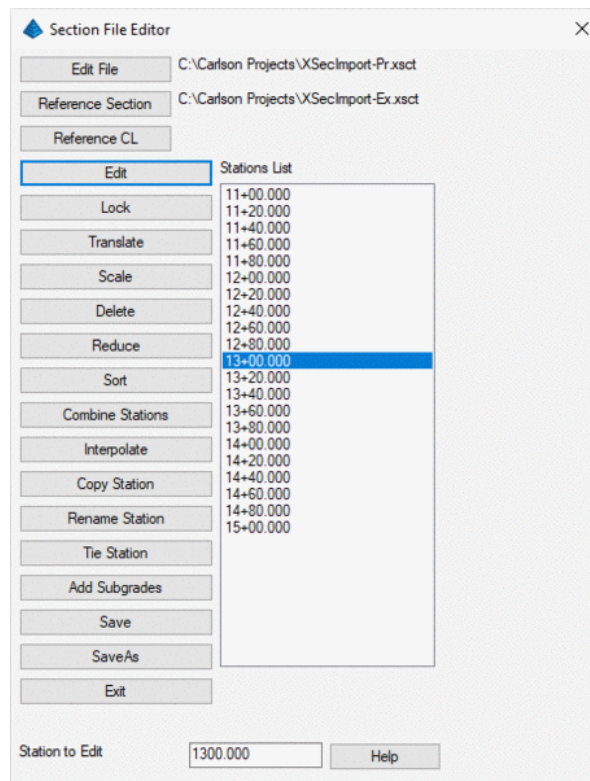 Section File Editor
Edit File C:\Carlson Projects\XSecImport-Pr.xsct
Reference Section C:\Carlson Projects\XSecImport-Ex.xsct
Reference CL
Edit
Lock
Translate
Scale
Delete
Reduce
Sort
Combine Stations
Interpolate
Copy Station
Rename Station
Tie Station
Add Subgrades
Save
SaveAs
Exit
Stations List
11+00.000
11+20.000
11+40.000
11+60.000
11+80.000
12+00.000
12+20.000
12+40.000
12+60.000
12+80.000
13+00.000
13+20.000
13+40.000
13+60.000
13+80.000
14+00.000
14+20.000
14+40.000
14+60.000
14+80.000
15+00.000
Station to Edit 1300.000 Help